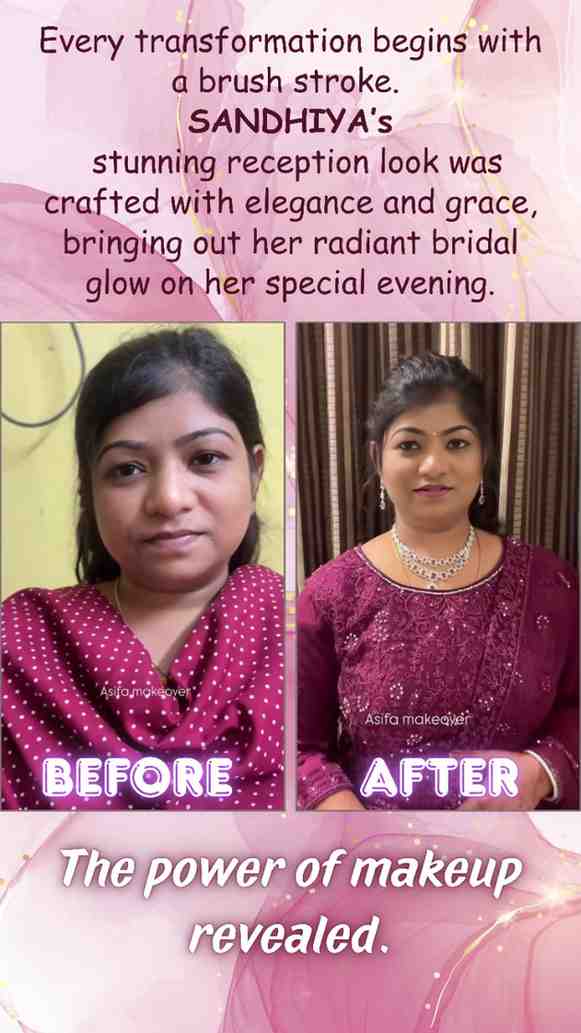 Every transformation begins with
a brush stroke.
SANDHIYA's
stunning reception look was
crafted with elegance and grace,
bringing out her radiant bridal
glow on her special evening.
Asifa makeover
Asifa makeover
BEFORE
AFTER
The power of makeup
revealed.